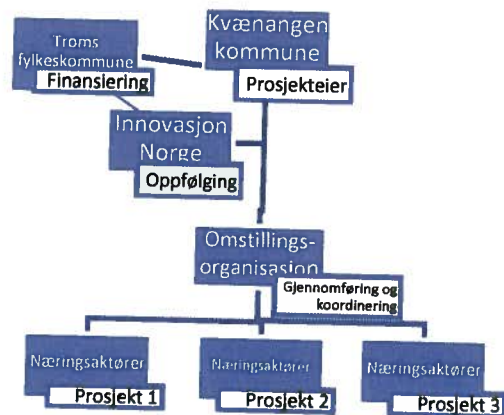 Troms
fylkeskommune
Finansiering
Kvænangen
kommune
Prosjekteier
Innovasjon
Norge
Oppfølging
Omstillings-
organisasjon
Gjennomføring og
koordinering
Næringsaktører
Prosjekt 1
Næringsaktører
Prosjekt 2
Næringsaktører
Prosjekt 3